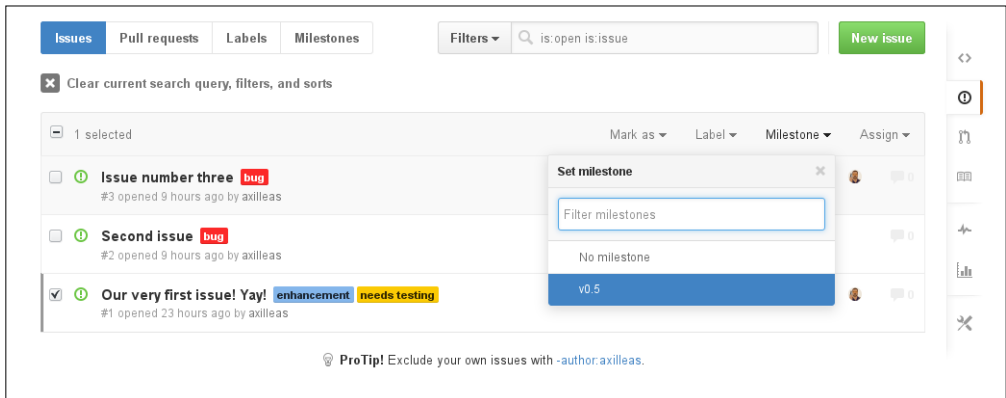 Issues Pull requests Labels Milestones Filters is:open is:issue New issue
Clear current search query, filters, and sorts
1 selected Mark as Label Milestone Assign
Issue number three bug 0
#3 opened 9 hours ago by axilleas
Second issue bug 0
#2 opened 9 hours ago by axilleas
Our very first issue! Yay! enhancement needs testing 0
#1 opened 23 hours ago by axilleas
Set milestone
Filter milestones
No milestone
v0.5
ProTip! Exclude your own issues with -author:axilleas.